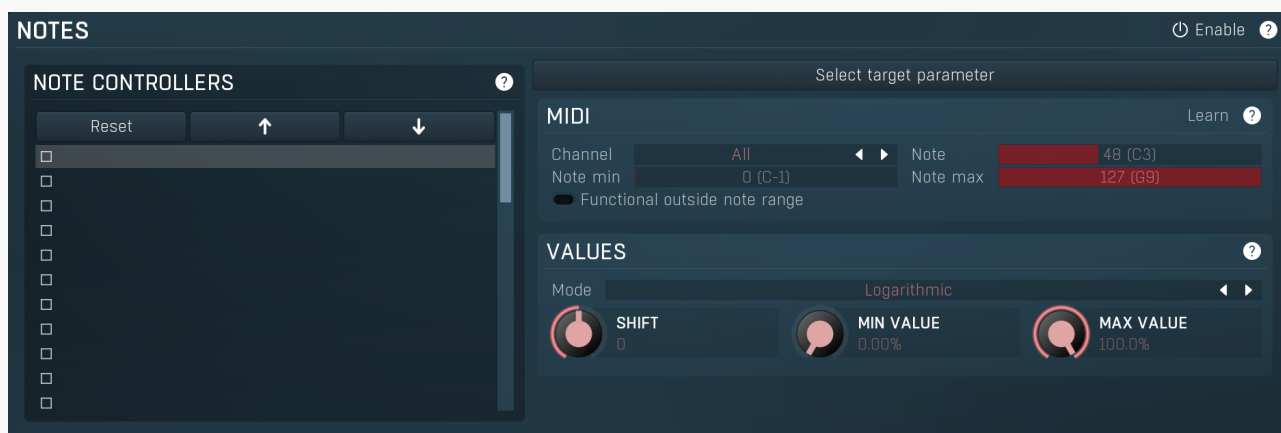 NOTES
Enable ?
NOTE CONTROLLERS ?
Reset
Select target parameter
MIDI
Learn ?
Channel All
Note 48 (C3)
Note min 0 (C-1)
Note max 127 (G9)
Functional outside note range
VALUES ?
Mode Logarithmic
SHIFT
0
MIN VALUE
0.00%
MAX VALUE
100.0%